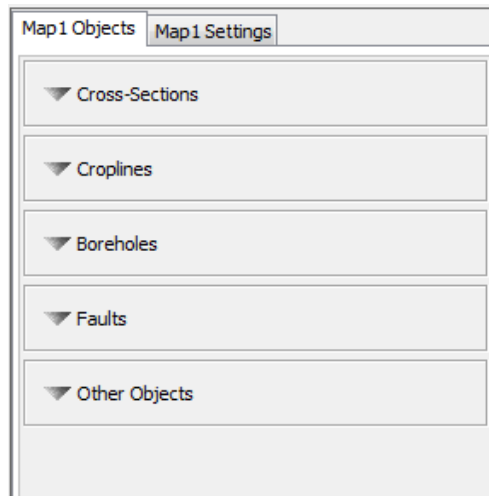 Map1 Objects Map1 Settings
Cross-Sections
Croplines
Boreholes
Faults
Other Objects